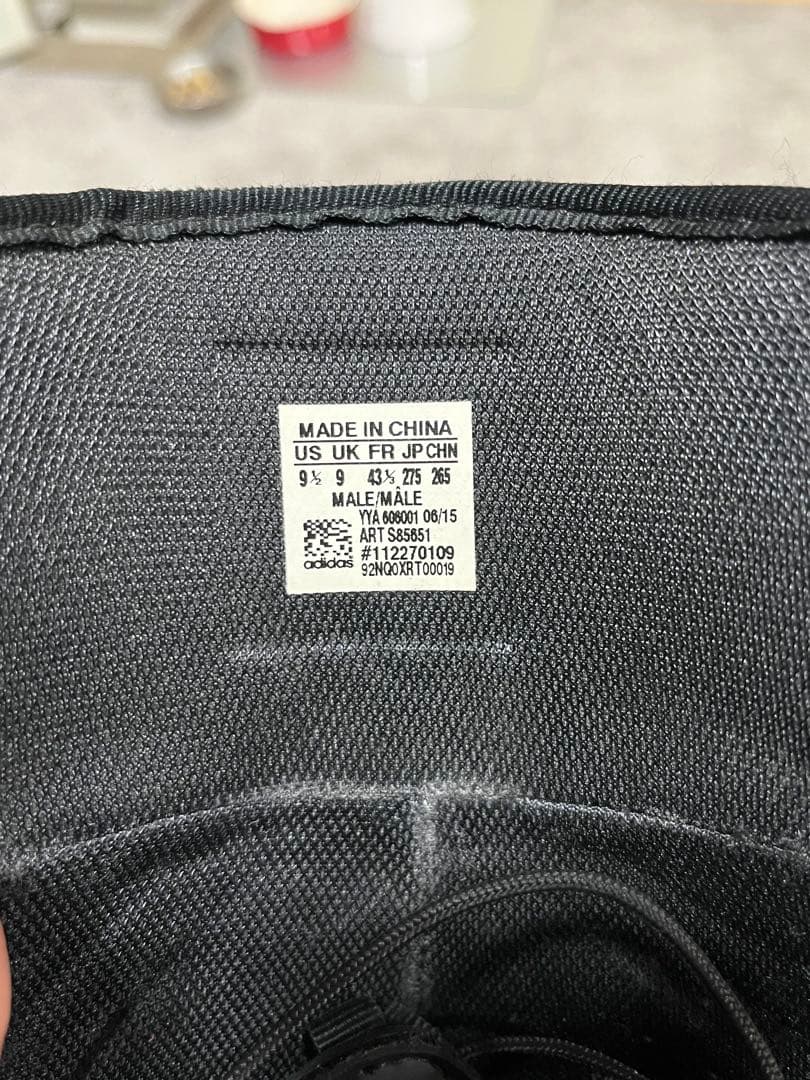 MADE IN CHINA
US UK FR JP CHN
9½ 9 43⅓ 275 265
MALE/MÂLE
YYA 606001 06/15
ART S85651
#112270109
adidas 92NQ0XRT00019